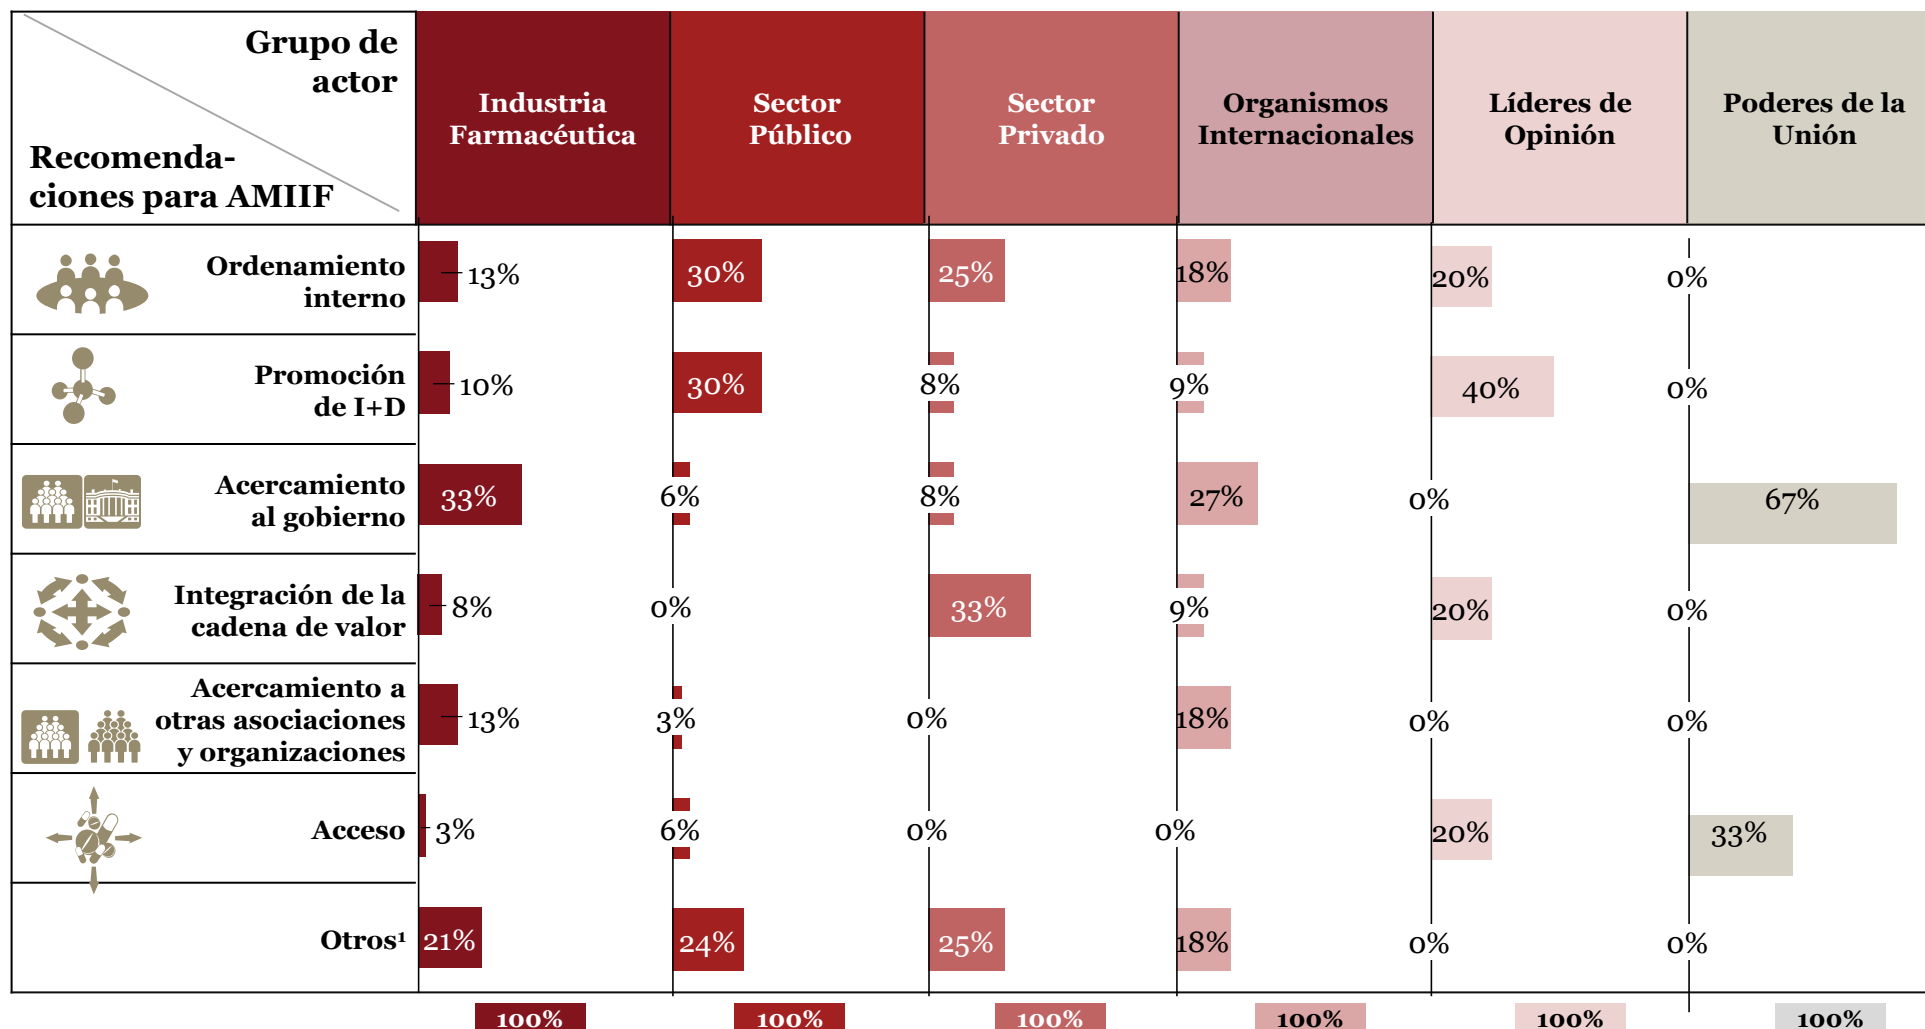 Grupo de
actor
Recomenda-
ciones para AMIIF
Industria
Farmacéutica
Sector
Público
Sector
Privado
Organismos
Internacionales
Líderes de
Opinión
Poderes de la
Unión
Ordenamiento
interno
13%
30%
25%
18%
20%
0%
Promoción
de I+D
10%
30%
8%
9%
40%
0%
Acercamiento
al gobierno
33%
6%
8%
27%
0%
67%
Integración de la
cadena de valor
8%
0%
33%
9%
20%
0%
Acercamiento a
otras asociaciones
y organizaciones
13%
3%
0%
18%
0%
0%
Acceso
3%
6%
0%
0%
20%
33%
Otros¹
21%
24%
25%
18%
0%
0%
100%
100%
100%
100%
100%
100%